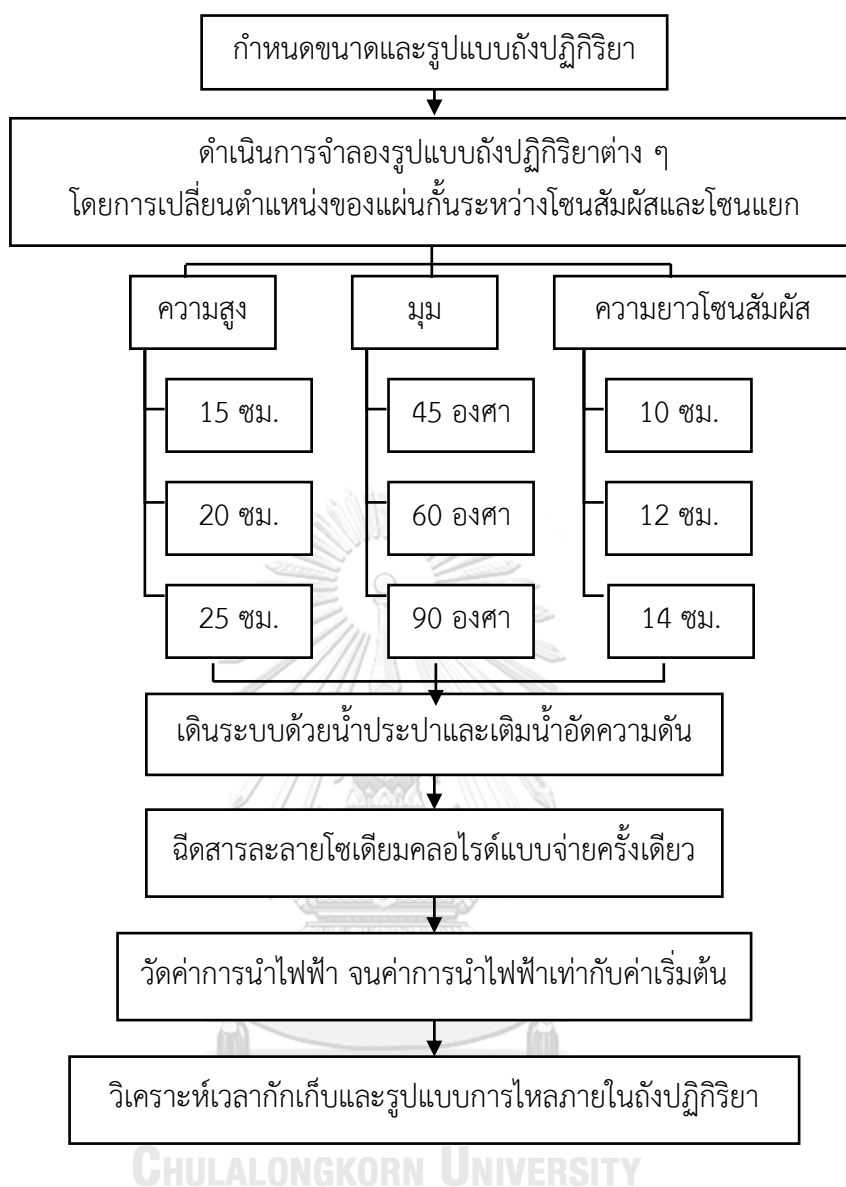 กำหนดขนาดและรูปแบบถังปฏิกิริยา
ดำเนินการจำลองรูปแบบถังปฏิกิริยาต่าง ๆ
โดยการเปลี่ยนตำแหน่งของแผ่นกั้นระหว่างโซนสัมผัสและโซนแยก
ความสูง
มุม
ความยาวโซนสัมผัส
15 ซม.
45 องศา
10 ซม.
20 ซม.
60 องศา
12 ซม.
25 ซม.
90 องศา
14 ซม.
เดินระบบด้วยน้ำประปาและเติมน้ำอัดความดัน
ฉีดสารละลายโซเดียมคลอไรด์แบบจ่ายครั้งเดียว
วัดค่าการนำไฟฟ้า จนค่าการนำไฟฟ้าเท่ากับค่าเริ่มต้น
วิเคราะห์เวลากักเก็บและรูปแบบการไหลภายในถังปฏิกิริยา
CHULALONGKORN UNIVERSITY